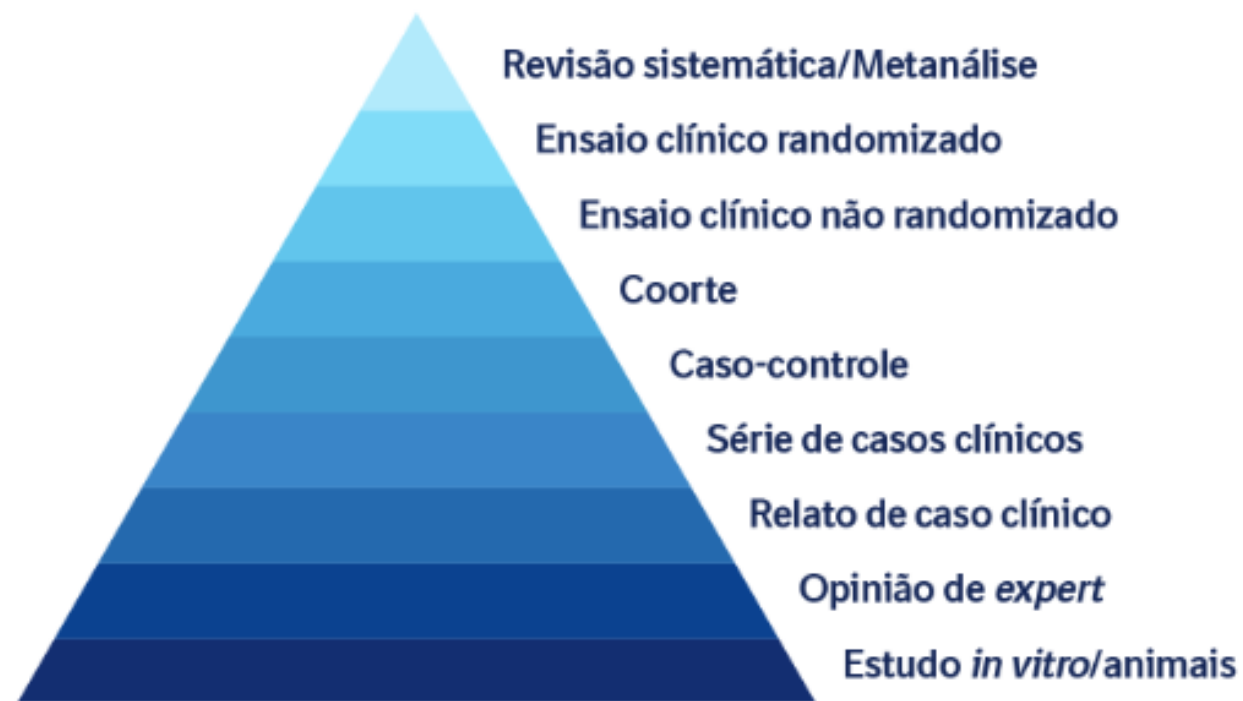 Revisão sistemática/Metanálise
Ensaio clínico randomizado
Ensaio clínico não randomizado
Coorte
Caso-controle
Série de casos clínicos
Relato de caso clínico
Opinião de expert
Estudo in vitro/animais